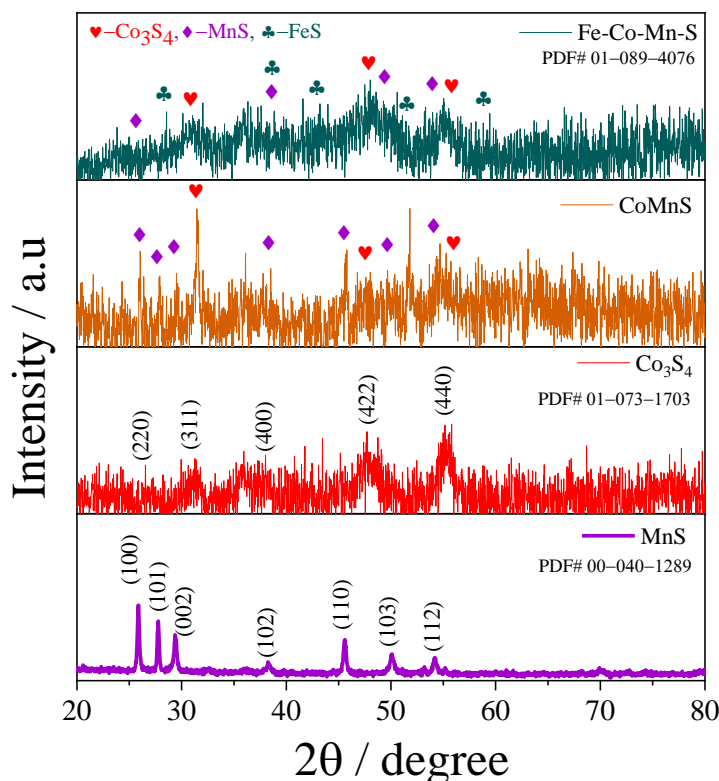 ♥–Co₃S₄, ♦–MnS, ♣–FeS
Fe-Co-Mn-S
PDF# 01–089–4076
CoMnS
Co₃S₄
PDF# 01–073–1703
(220)
(311)
(400)
(422)
(440)
MnS
PDF# 00–040–1289
(100)
(101)
(002)
(102)
(110)
(103)
(112)
20 30 40 50 60 70 80
2θ / degree
Intensity / a.u